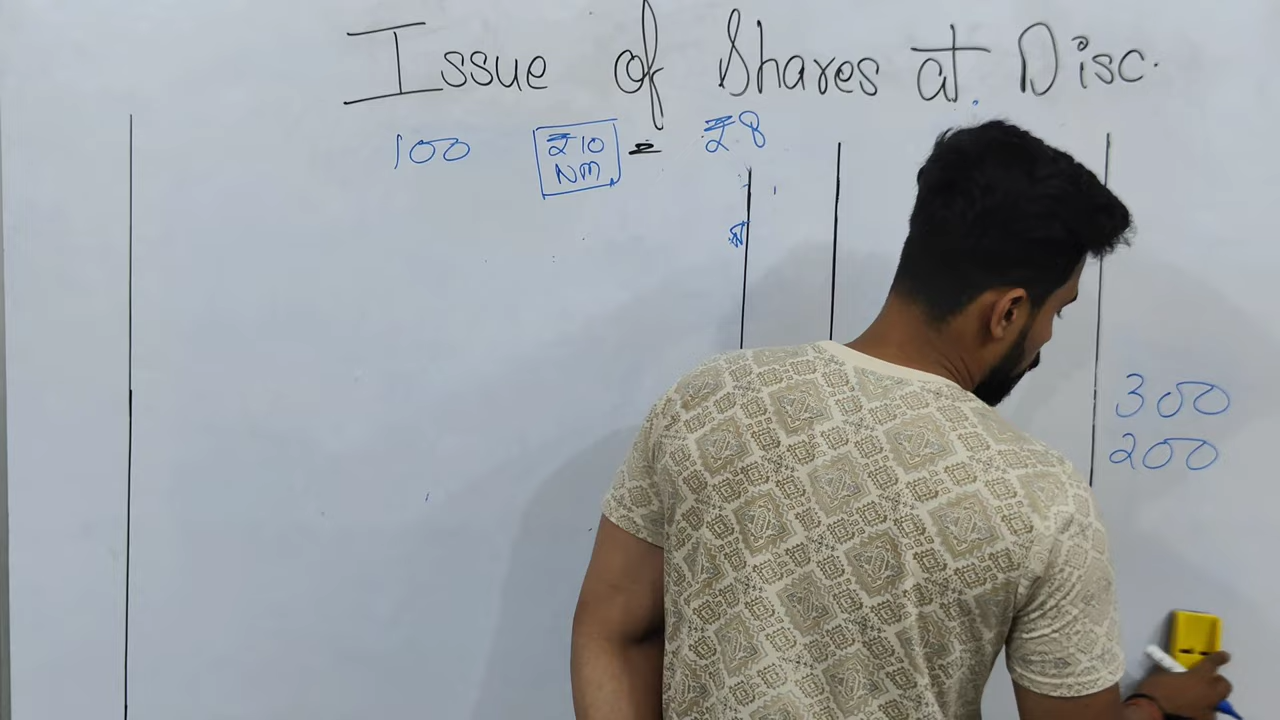 Issue of Shares at Disc.
100 ₹10 = ₹8
NM
300
200